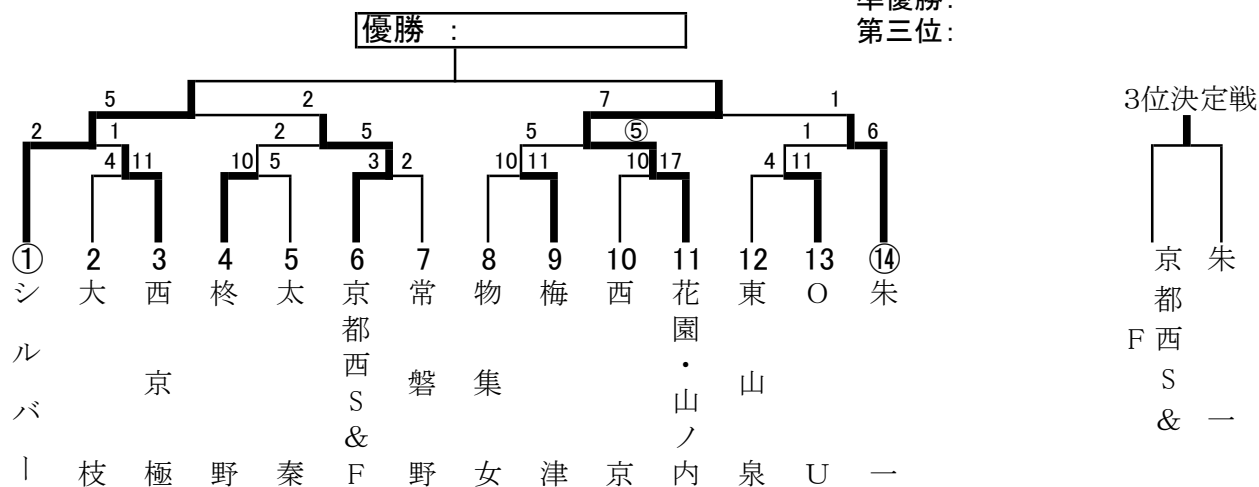 準優勝：
優勝　：
第三位：
3位決定戦
5 2 7 1
2 1 2 5 5 ⑤ 1 6
4 11 10 5 3 2 10 11 10 17 4 11
① 2 3 4 5 6 7 8 9 10 11 12 13 ⑭
シルバー
大枝
西京極
柊野
太秦
京都西S&F
常磐野
物集女
梅津
西京
花園・山ノ内
東山泉
OU
朱一
京都西S&F
朱一